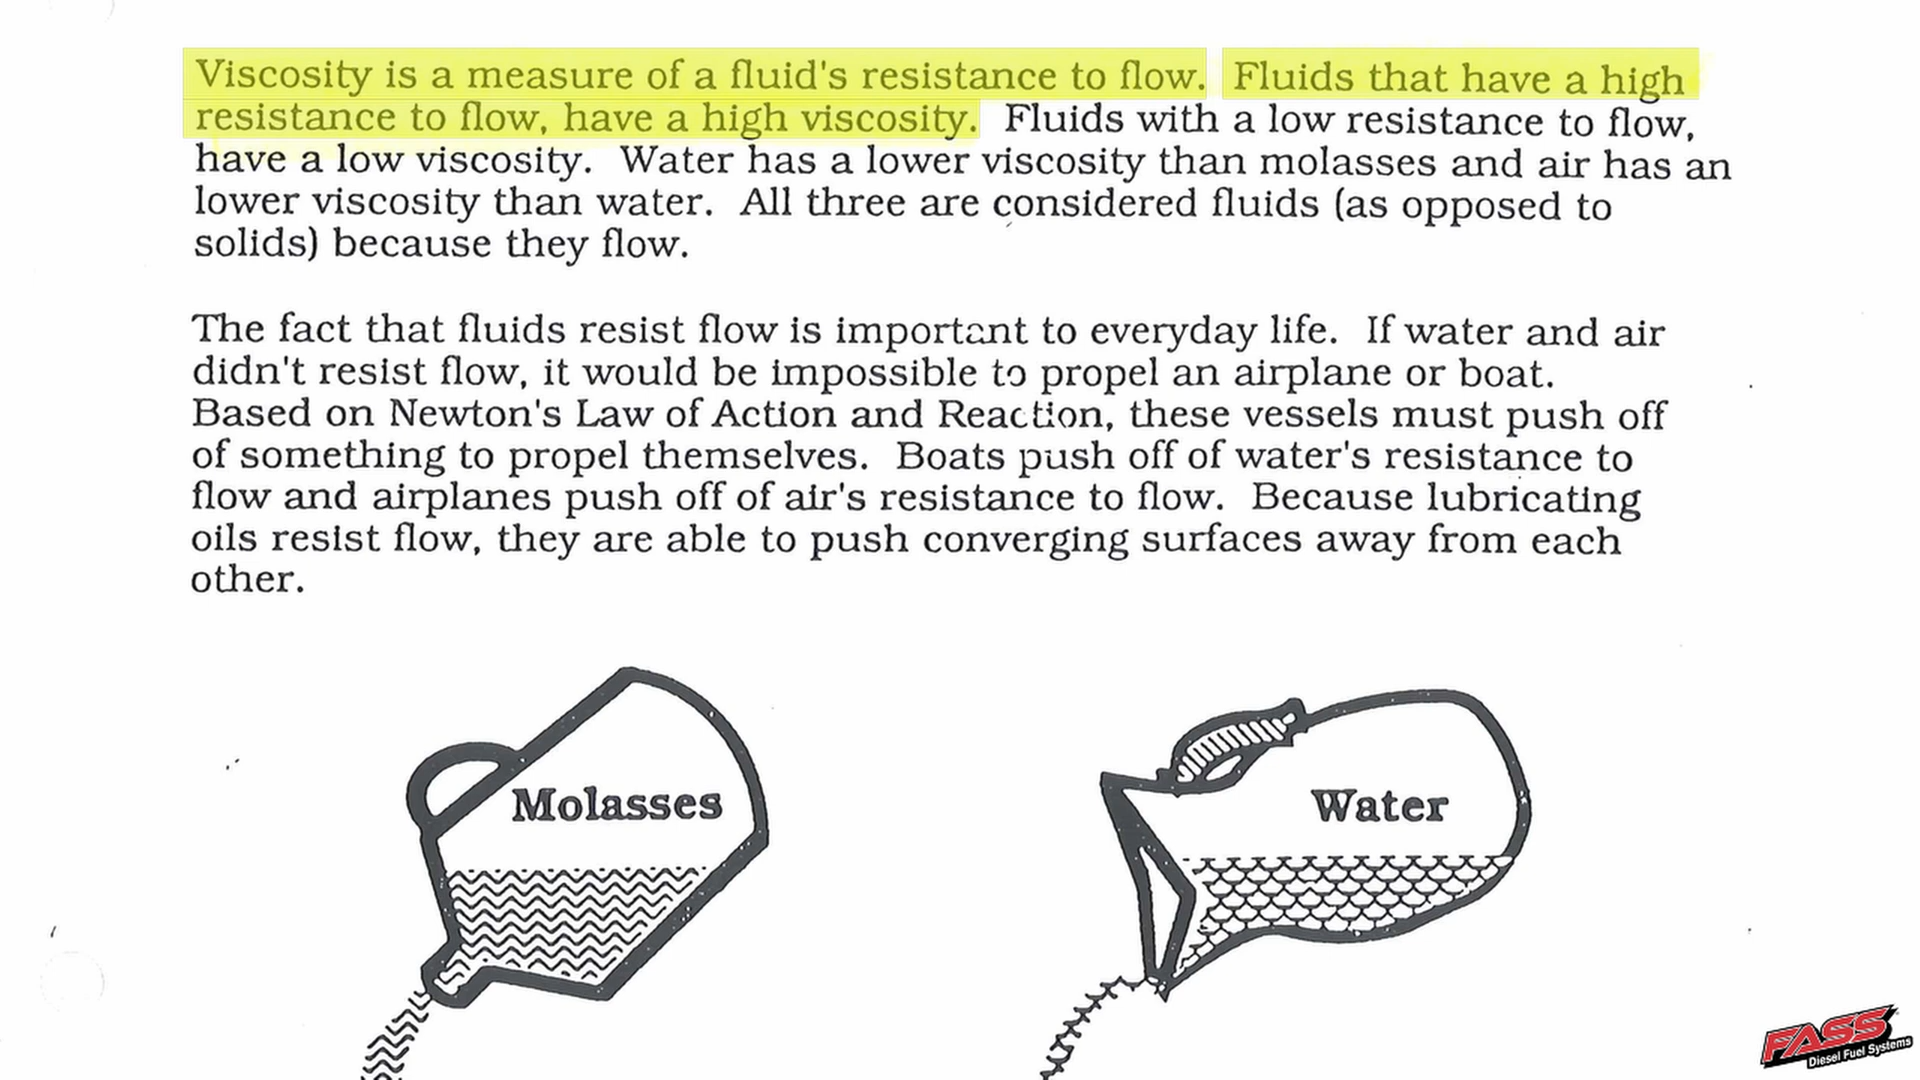 Viscosity is a measure of a fluid's resistance to flow. Fluids that have a high
resistance to flow, have a high viscosity. Fluids with a low resistance to flow,
have a low viscosity. Water has a lower viscosity than molasses and air has an
lower viscosity than water. All three are considered fluids (as opposed to
solids) because they flow.
The fact that fluids resist flow is important to everyday life. If water and air
didn't resist flow, it would be impossible to propel an airplane or boat.
Based on Newton's Law of Action and Reaction, these vessels must push off
of something to propel themselves. Boats push off of water's resistance to
flow and airplanes push off of air's resistance to flow. Because lubricating
oils resist flow, they are able to push converging surfaces away from each
other.
Molasses
Water
FASS
Diesel Fuel Systems